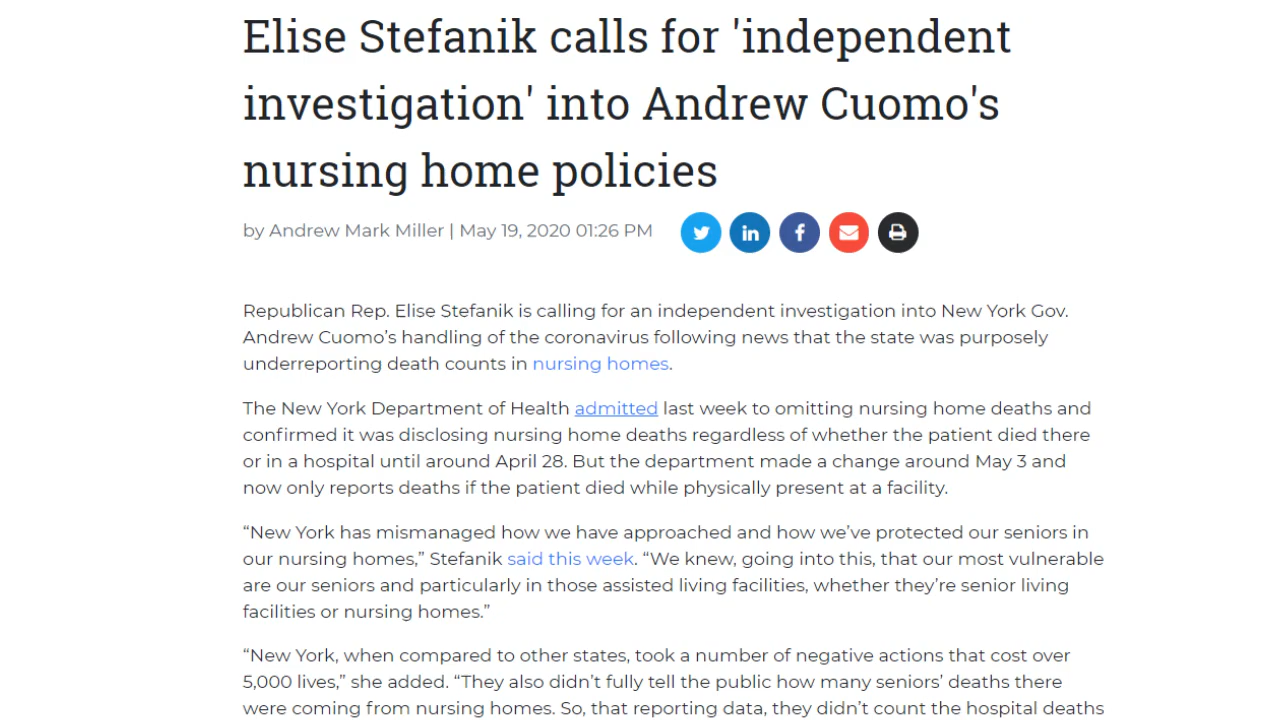 Elise Stefanik calls for 'independent
investigation' into Andrew Cuomo's
nursing home policies
by Andrew Mark Miller | May 19, 2020 01:26 PM
in f
Republican Rep. Elise Stefanik is calling for an independent investigation into New York Gov.
Andrew Cuomo’s handling of the coronavirus following news that the state was purposely
underreporting death counts in nursing homes.
The New York Department of Health admitted last week to omitting nursing home deaths and
confirmed it was disclosing nursing home deaths regardless of whether the patient died there
or in a hospital until around April 28. But the department made a change around May 3 and
now only reports deaths if the patient died while physically present at a facility.
“New York has mismanaged how we have approached and how we’ve protected our seniors in
our nursing homes,” Stefanik said this week. “We knew, going into this, that our most vulnerable
are our seniors and particularly in those assisted living facilities, whether they’re senior living
facilities or nursing homes.”
“New York, when compared to other states, took a number of negative actions that cost over
5,000 lives,” she added. “They also didn’t fully tell the public how many seniors’ deaths there
were coming from nursing homes. So, that reporting data, they didn’t count the hospital deaths